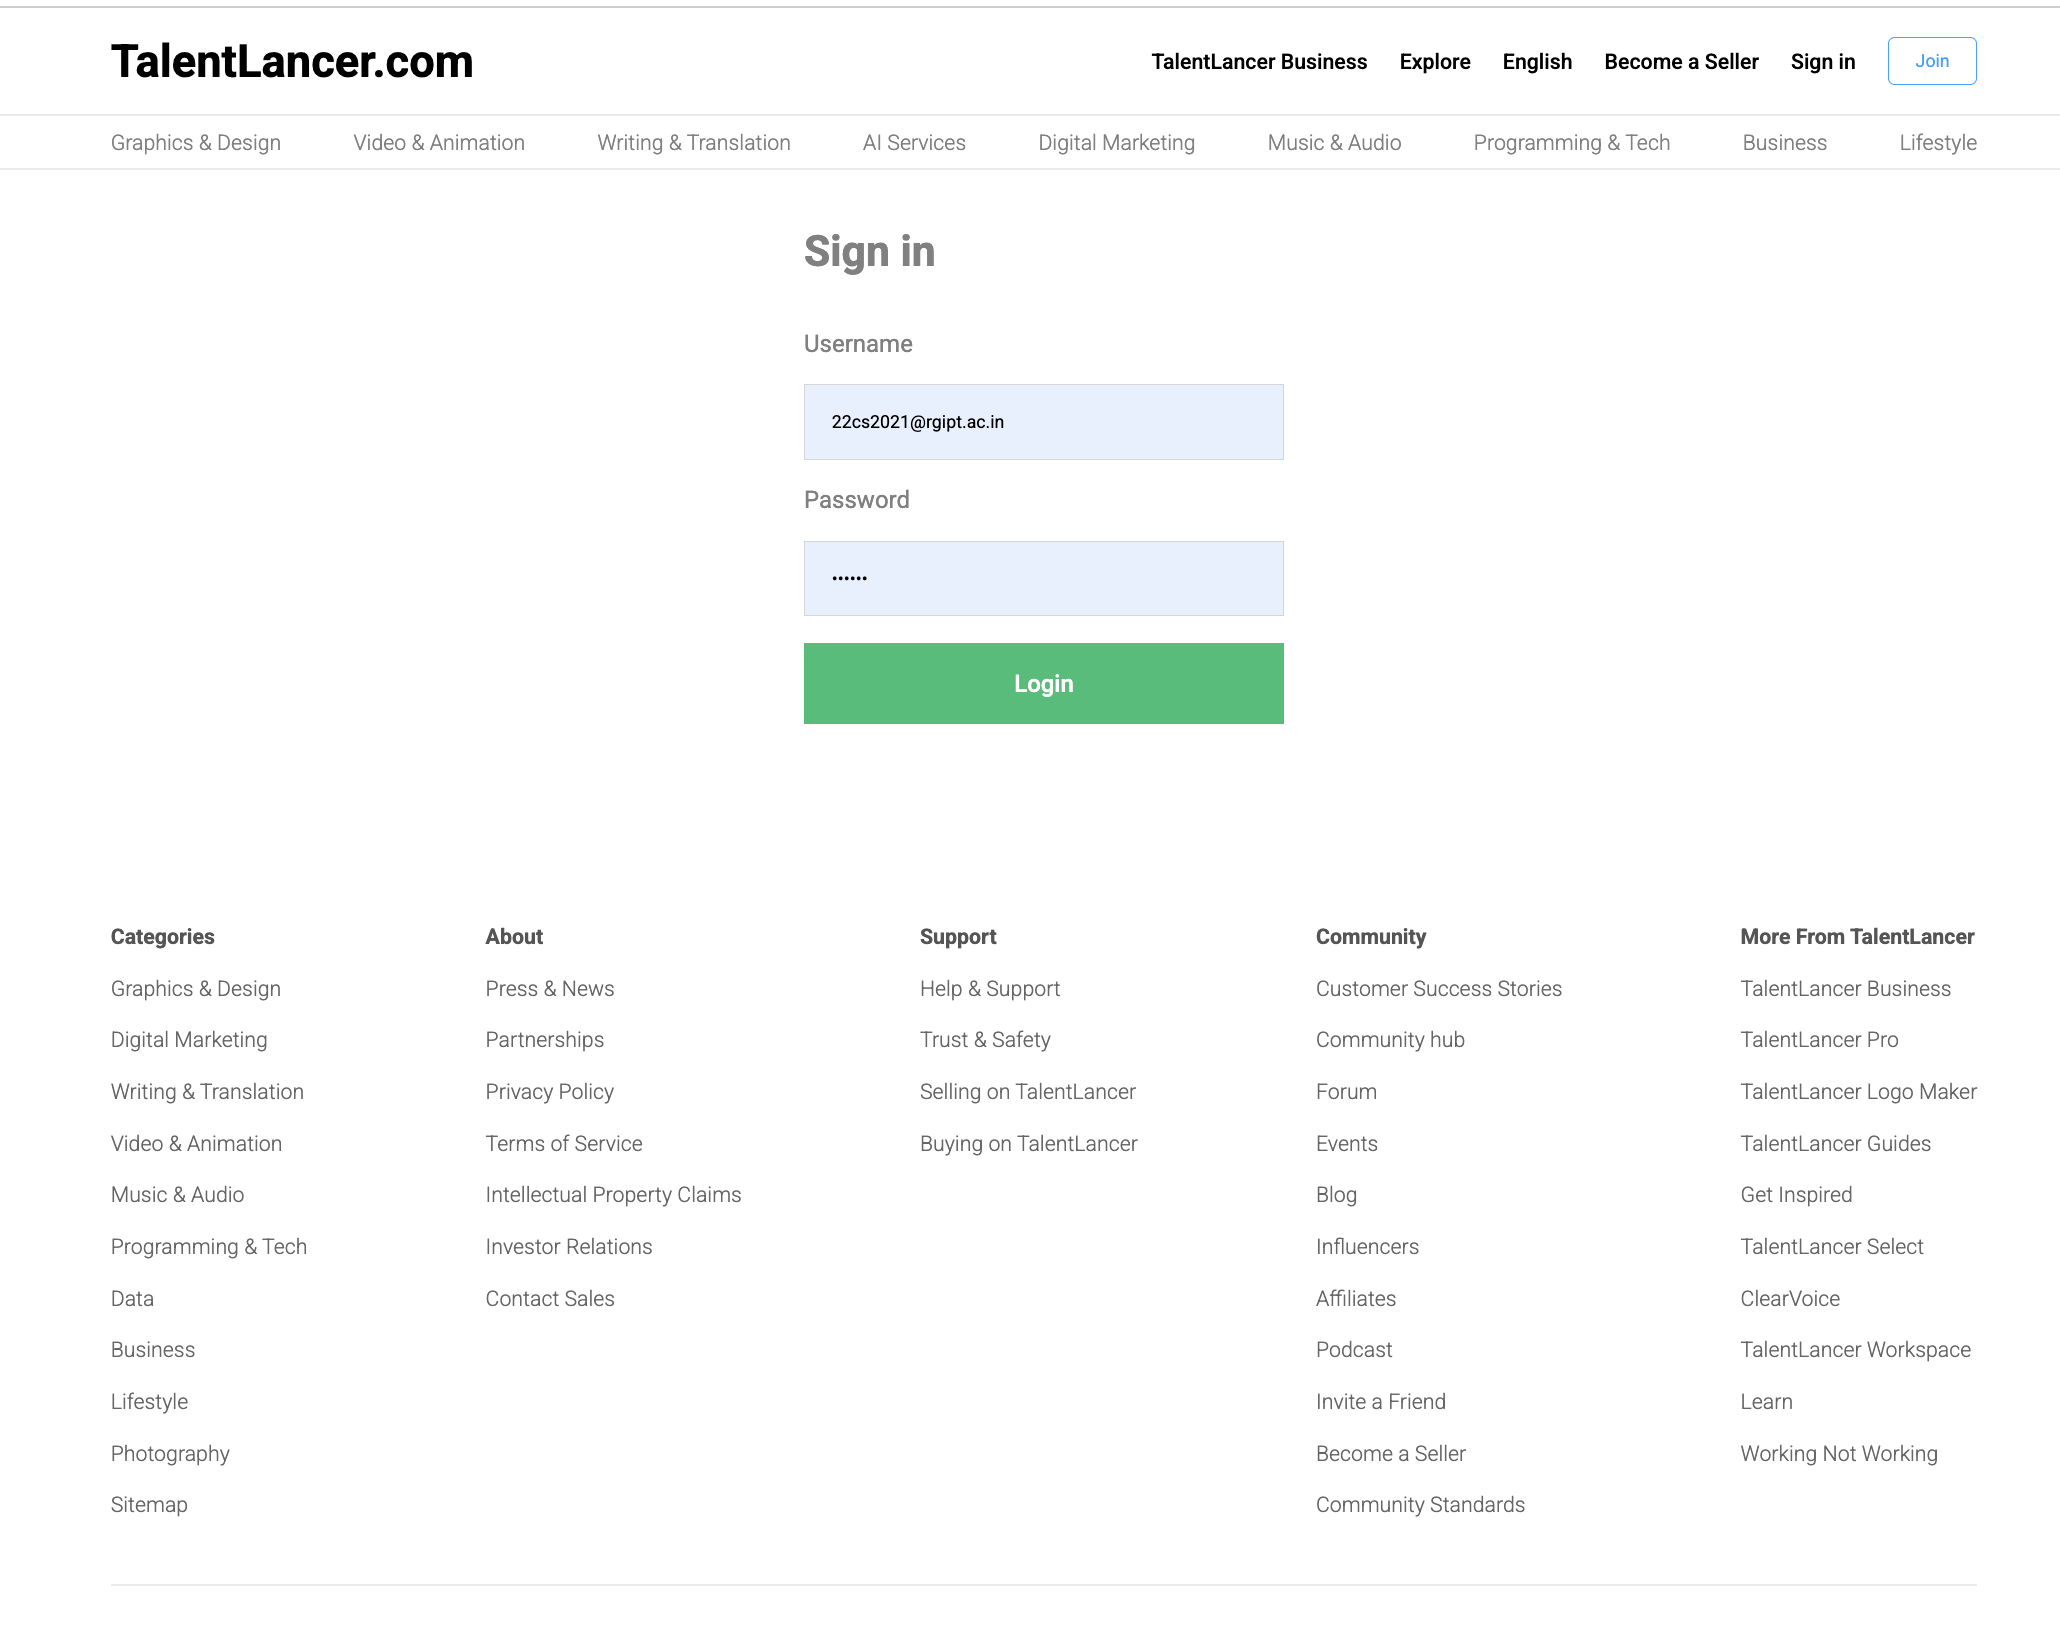 TalentLancer.com
TalentLancer Business Explore English Become a Seller Sign in Join
Graphics & Design Video & Animation Writing & Translation AI Services Digital Marketing Music & Audio Programming & Tech Business Lifestyle
Sign in
Username
22cs2021@rgipt.ac.in
Password
••••••
Login
Categories
Graphics & Design
Digital Marketing
Writing & Translation
Video & Animation
Music & Audio
Programming & Tech
Data
Business
Lifestyle
Photography
Sitemap
About
Press & News
Partnerships
Privacy Policy
Terms of Service
Intellectual Property Claims
Investor Relations
Contact Sales
Support
Help & Support
Trust & Safety
Selling on TalentLancer
Buying on TalentLancer
Community
Customer Success Stories
Community hub
Forum
Events
Blog
Influencers
Affiliates
Podcast
Invite a Friend
Become a Seller
Community Standards
More From TalentLancer
TalentLancer Business
TalentLancer Pro
TalentLancer Logo Maker
TalentLancer Guides
Get Inspired
TalentLancer Select
ClearVoice
TalentLancer Workspace
Learn
Working Not Working